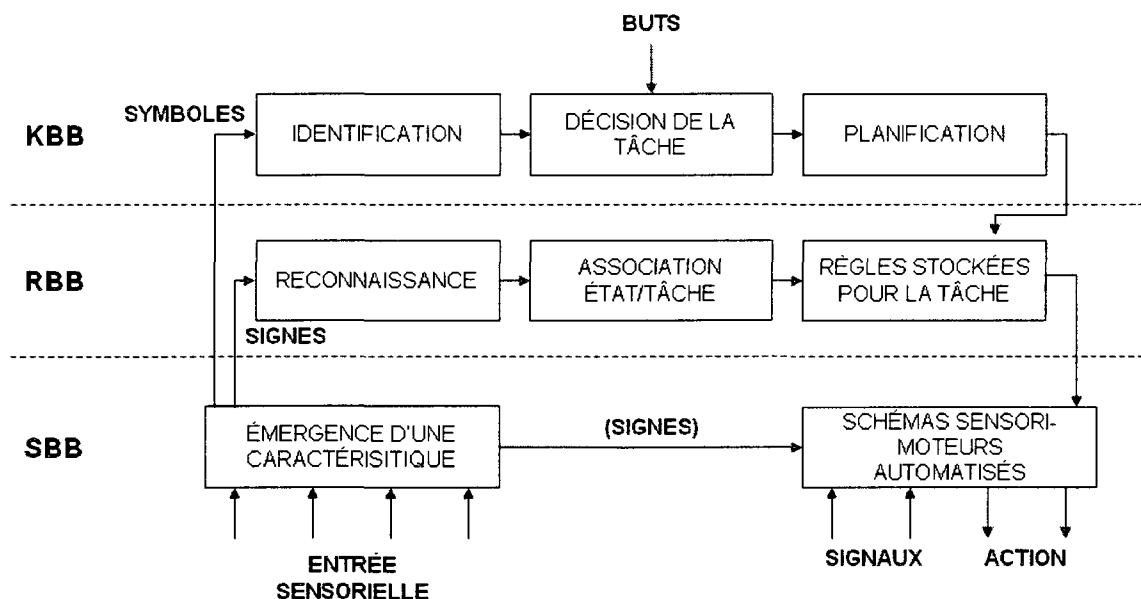 BUTS
SYMBOLES
KBB
IDENTIFICATION
DÉCISION DE LA
TÂCHE
PLANIFICATION
RBB
RECONNAISSANCE
ASSOCIATION
ÉTAT/TÂCHE
RÈGLES STOCKÉES
POUR LA TÂCHE
SIGNES
SBB
ÉMERGENCE D'UNE
CARACTÉRISITIQUE
(SIGNES)
SCHÉMAS SENSORI-
MOTEURS
AUTOMATISÉS
ENTRÉE
SENSORIELLE
SIGNAUX
ACTION